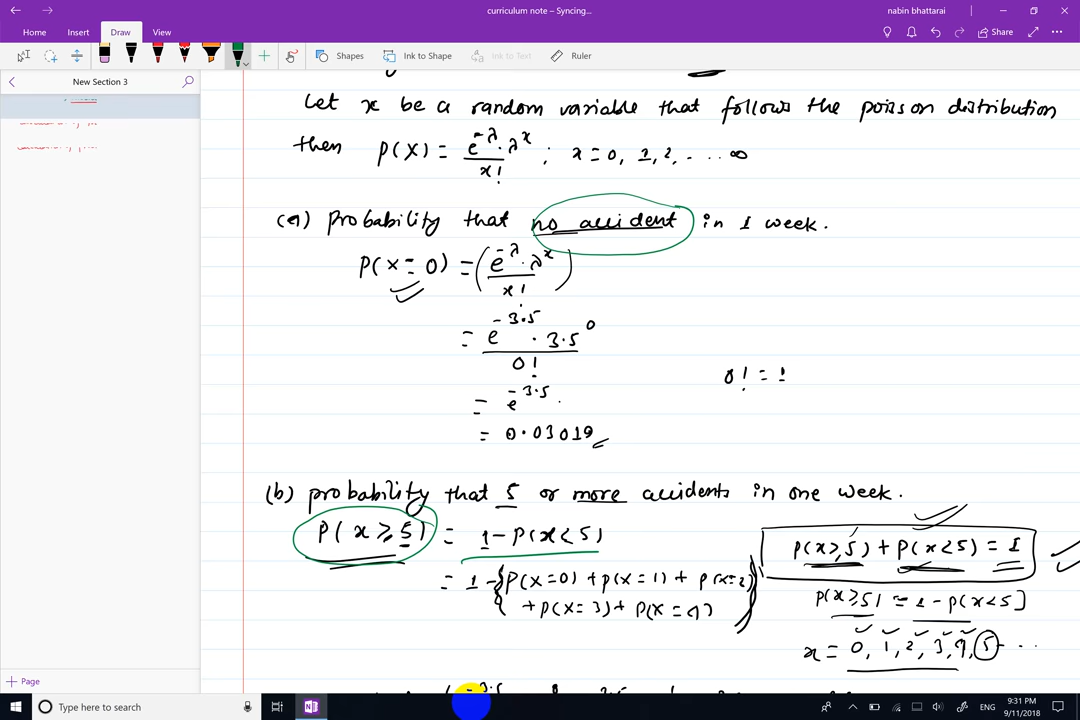 curriculum note – Syncing...
nabin bhattarai
Home Insert Draw View
Share
Shapes Ink to Shape Ink to Text Ruler
New Section 3
Let x be a random variable that follows the poisson distribution
then P(X) = e^-λ · λ^x / x! ; x = 0, 1, 2, - . . . ∞
(a) probability that no accident in 1 week.
P(X = 0) = (e^-λ · λ^x / x!)
= e^-3.5 · 3.5^0 / 0!
0! = 1
= e^-3.5 .
= 0.03019
(b) probability that 5 or more accidents in one week.
P( x ≥ 5) = 1 - P(x < 5)
P(x ≥ 5) + P(x < 5) = 1
= 1 - { P(X = 0) + P(X = 1) + P(X = 2)
+ P(X = 3) + P(X = 4) }
P(x ≥ 5) = 1 - P(x < 5)
x = 0, 1, 2, 3, 4, 5 - ...
+ Page
Type here to search
ENG
9:31 PM
9/11/2018